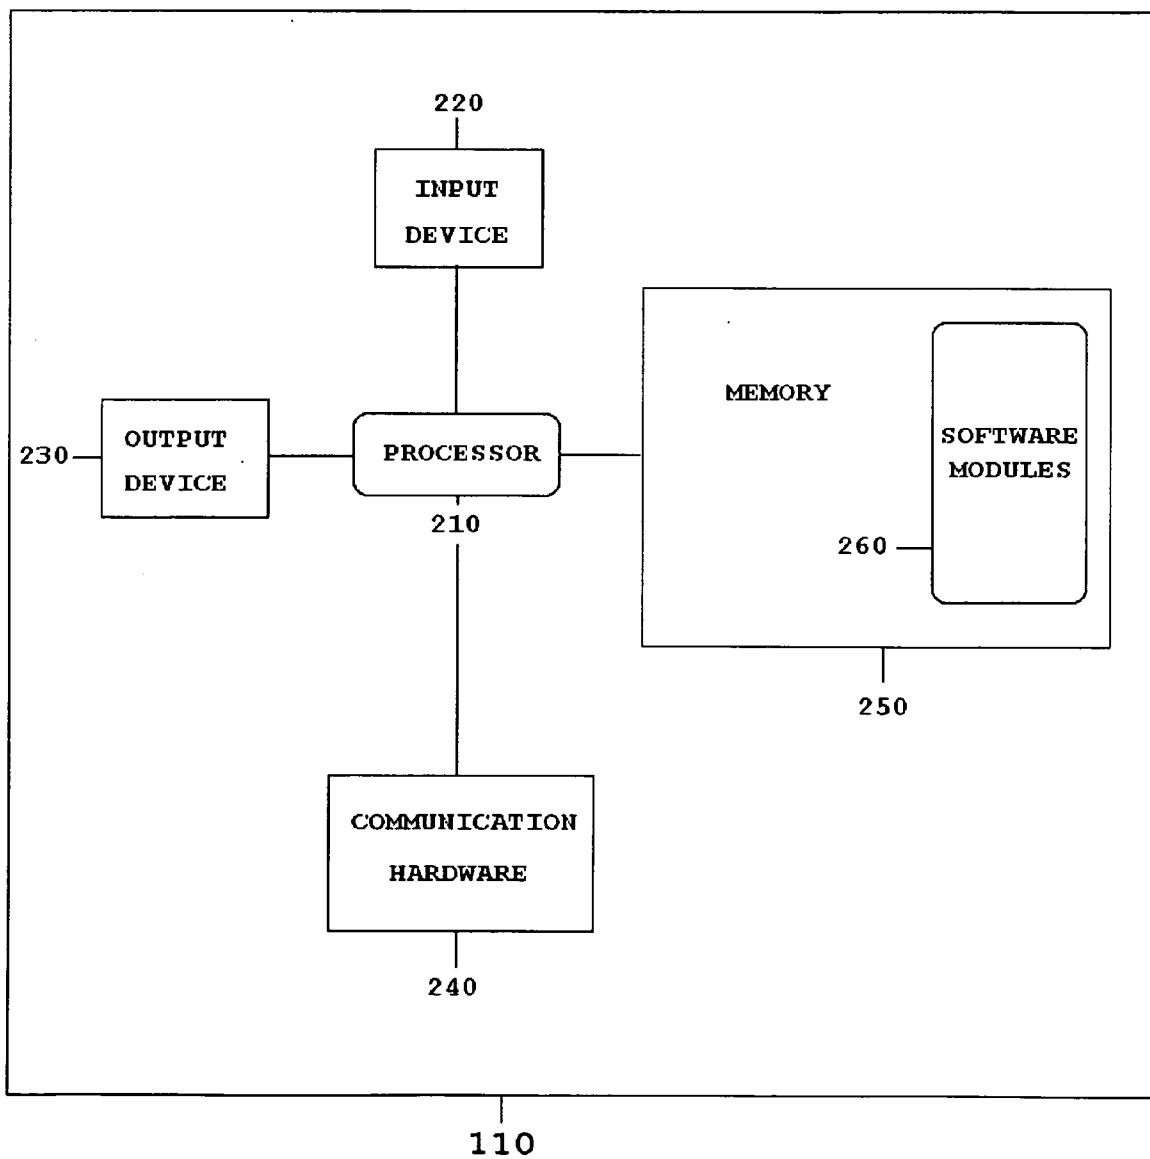 220
INPUT
DEVICE
MEMORY
OUTPUT
DEVICE
230
PROCESSOR
210
SOFTWARE
MODULES
260
250
COMMUNICATION
HARDWARE
240
110